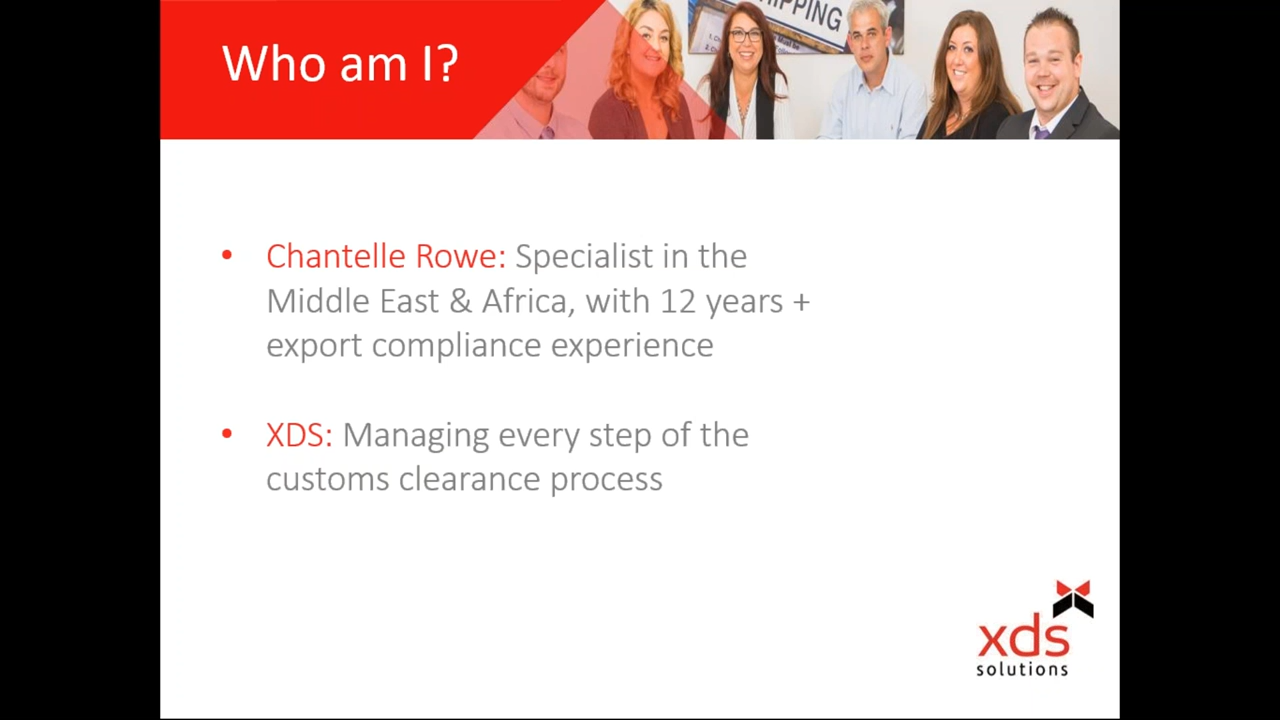 Who am I?
HIPPING
• Chantelle Rowe: Specialist in the
Middle East & Africa, with 12 years +
export compliance experience
• XDS: Managing every step of the
customs clearance process
xds
solutions